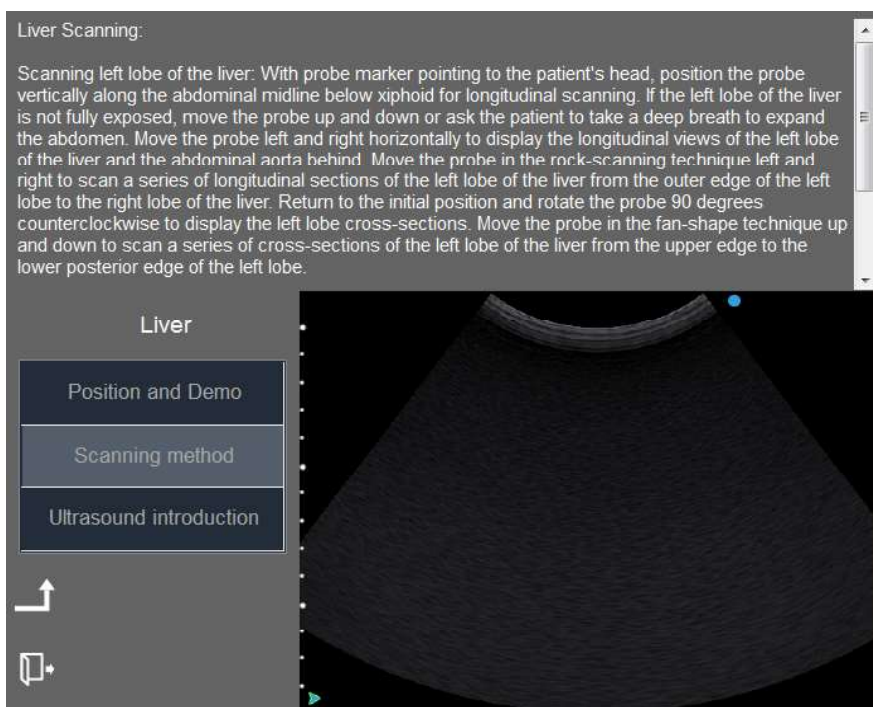 Liver Scanning:
Scanning left lobe of the liver: With probe marker pointing to the patient's head, position the probe
vertically along the abdominal midline below xiphoid for longitudinal scanning. If the left lobe of the liver
is not fully exposed, move the probe up and down or ask the patient to take a deep breath to expand
the abdomen. Move the probe left and right horizontally to display the longitudinal views of the left lobe
of the liver and the abdominal aorta behind. Move the probe in the rock-scanning technique left and
right to scan a series of longitudinal sections of the left lobe of the liver from the outer edge of the left
lobe to the right lobe of the liver. Return to the initial position and rotate the probe 90 degrees
counterclockwise to display the left lobe cross-sections. Move the probe in the fan-shape technique up
and down to scan a series of cross-sections of the left lobe of the liver from the upper edge to the
lower posterior edge of the left lobe.
Liver
Position and Demo
Scanning method
Ultrasound introduction